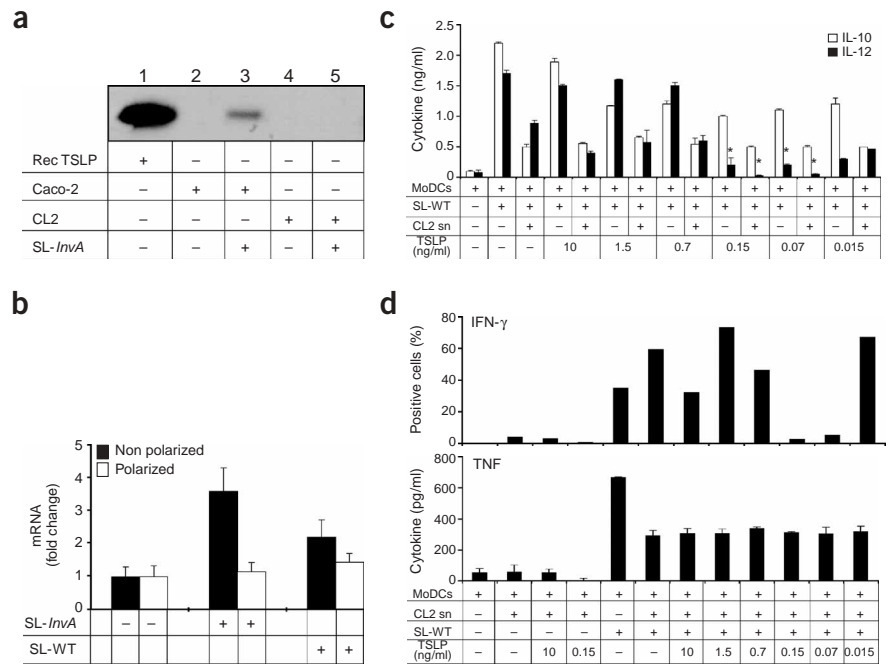 a
1 2 3 4 5
Rec TSLP + – – – –
Caco-2 – + + – –
CL2 – – – + +
SL-InvA – – + – +
b
5
4
3
2
1
0
mRNA
(fold change)
Non polarized
Polarized
SL-InvA – – + +
SL-WT + +
c
2.5
2.0
1.5
1.0
0.5
0
Cytokine (ng/ml)
IL-10
IL-12
* * * *
MoDCs + + + + + + + + + + + + + + +
SL-WT – + + + + + + + + + + + + + +
CL2 sn – – + – + – + – + – + – + – +
TSLP
(ng/ml) – – – 10 1.5 0.7 0.15 0.07 0.015
d
IFN-γ
80
60
40
20
0
Positive cells (%)
TNF
800
600
400
200
0
Cytokine (pg/ml)
MoDCs + + + + + + + + + + + +
CL2 sn – + + + – + + + + + + +
SL-WT – – – – + + + + + + + +
TSLP
(ng/ml) – – 10 0.15 – – 10 1.5 0.7 0.15 0.07 0.015